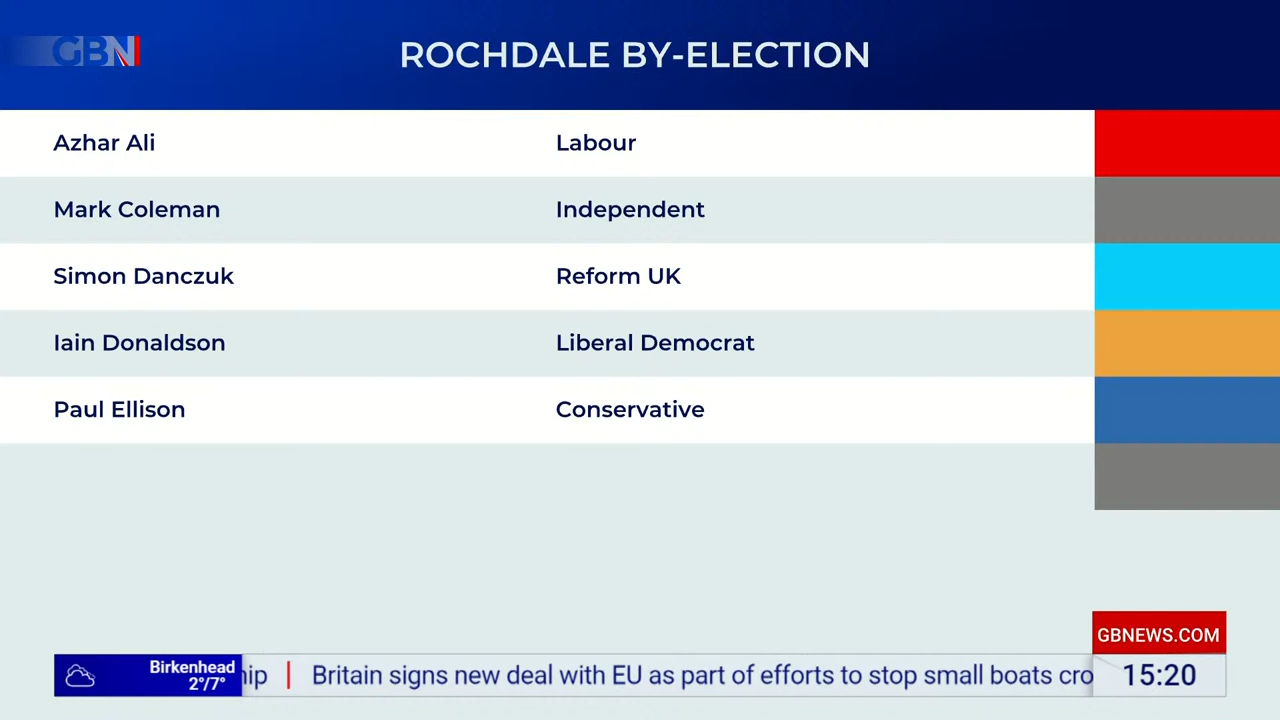 GBN
ROCHDALE BY-ELECTION
Azhar Ali Labour
Mark Coleman Independent
Simon Danczuk Reform UK
Iain Donaldson Liberal Democrat
Paul Ellison Conservative
GBNEWS.COM
Birkenhead
2°/7°
Britain signs new deal with EU as part of efforts to stop small boats
15:20